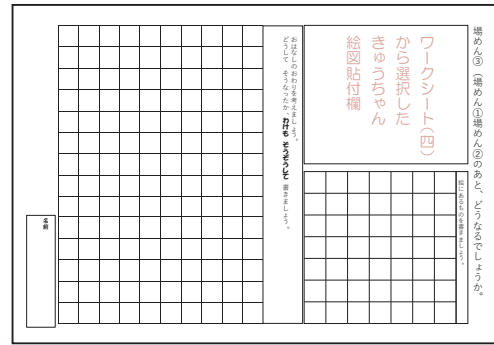 場めん③（場めん①場めん②のあと、どうなるでしょうか。
ワークシート（四）
から選択した
きゅうちゃん
絵図貼付欄
絵にあるものを書きましょう。
おはなしのおわりを考えましょう。
どうして そうなったか、わけも そうぞうして 書きましょう。
名前